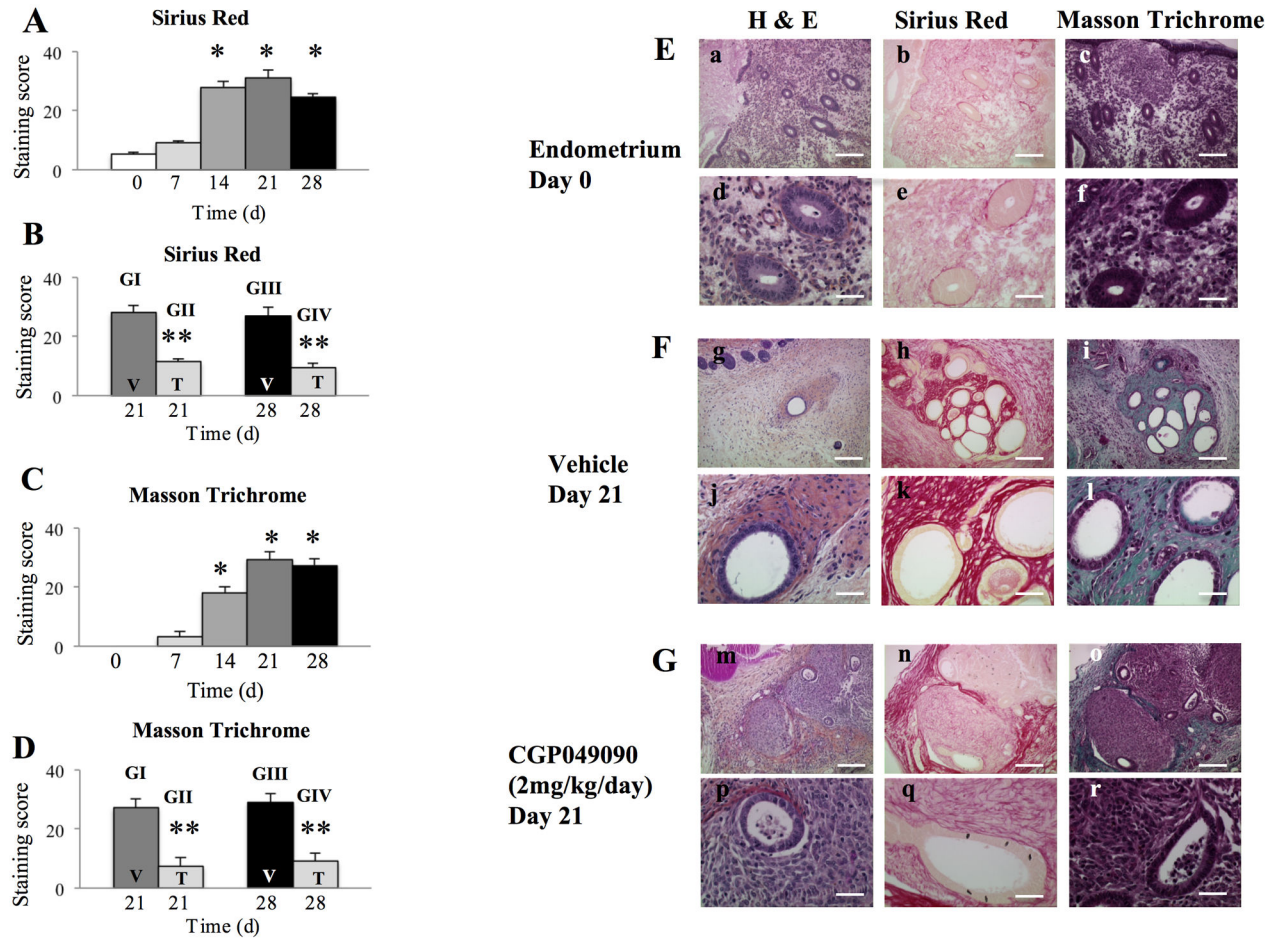 A
Sirius Red
Staining score
40
20
0
* * *
0 7 14 21 28
Time (d)
B
Sirius Red
Staining score
40
20
0
GI
GII
**
GIII
GIV
**
V T V T
21 21 28 28
Time (d)
C
Masson Trichrome
Staining score
40
20
0
* * *
0 7 14 21 28
Time (d)
D
Masson Trichrome
Staining score
40
20
0
GI
GII
**
GIII
GIV
**
V T V T
21 21 28 28
Time (d)
H & E Sirius Red Masson Trichrome
E
Endometrium
Day 0
a b c
d e f
F
Vehicle
Day 21
g h i
j k l
G
CGP049090
(2mg/kg/day)
Day 21
m n o
p q r